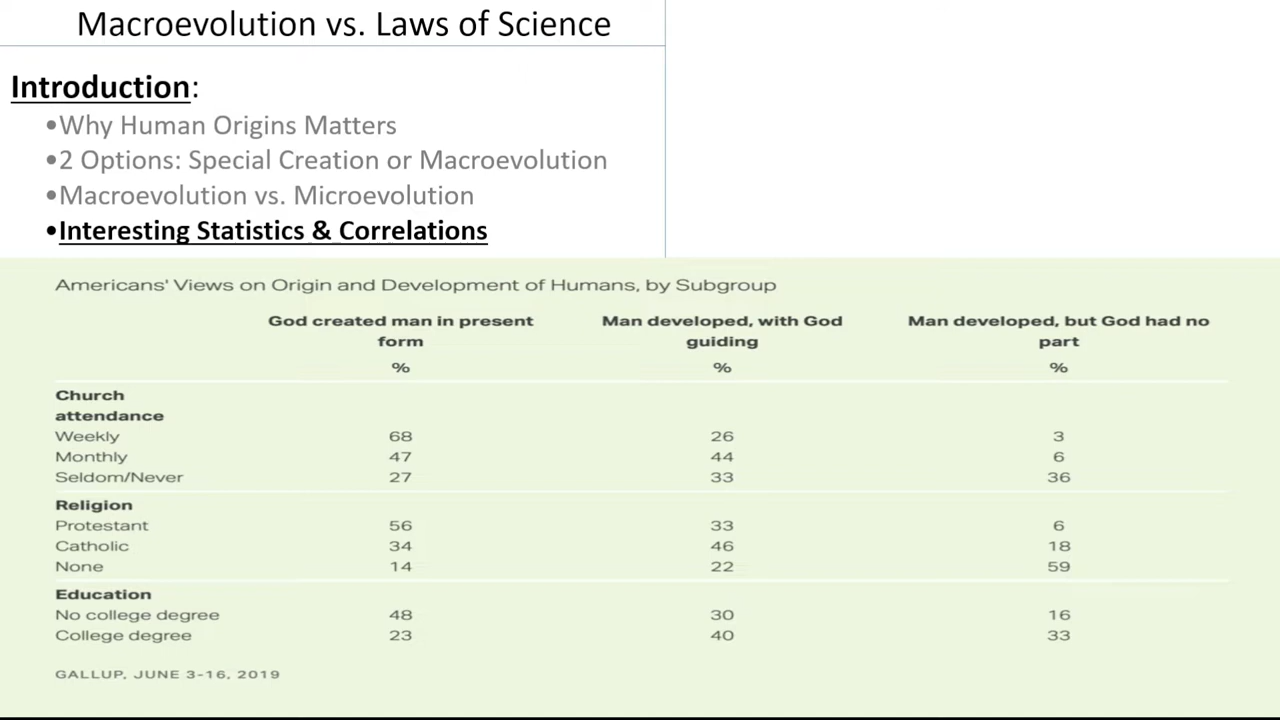 Macroevolution vs. Laws of Science
Introduction:
•Why Human Origins Matters
•2 Options: Special Creation or Macroevolution
•Macroevolution vs. Microevolution
•Interesting Statistics & Correlations
Americans' Views on Origin and Development of Humans, by Subgroup
God created man in present form Man developed, with God guiding Man developed, but God had no part
% % %
Church attendance
Weekly 68 26 3
Monthly 47 44 6
Seldom/Never 27 33 36
Religion
Protestant 56 33 6
Catholic 34 46 18
None 14 22 59
Education
No college degree 48 30 16
College degree 23 40 33
GALLUP, JUNE 3-16, 2019